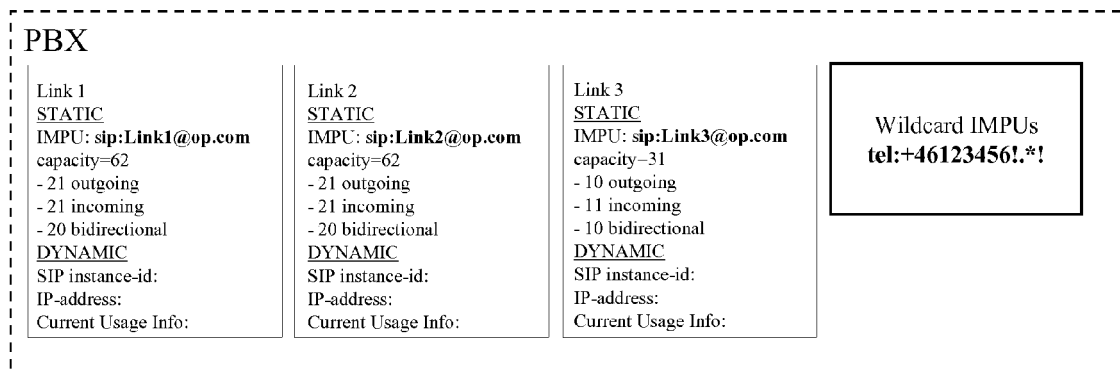 PBX
Link 1
STATIC
IMPU: sip:Link1@op.com
capacity=62
- 21 outgoing
- 21 incoming
- 20 bidirectional
DYNAMIC
SIP instance-id:
IP-address:
Current Usage Info:
Link 2
STATIC
IMPU: sip:Link2@op.com
capacity=62
- 21 outgoing
- 21 incoming
- 20 bidirectional
DYNAMIC
SIP instance-id:
IP-address:
Current Usage Info:
Link 3
STATIC
IMPU: sip:Link3@op.com
capacity=31
- 10 outgoing
- 11 incoming
- 10 bidirectional
DYNAMIC
SIP instance-id:
IP-address:
Current Usage Info:
Wildcard IMPUs
tel:+46123456!.*!